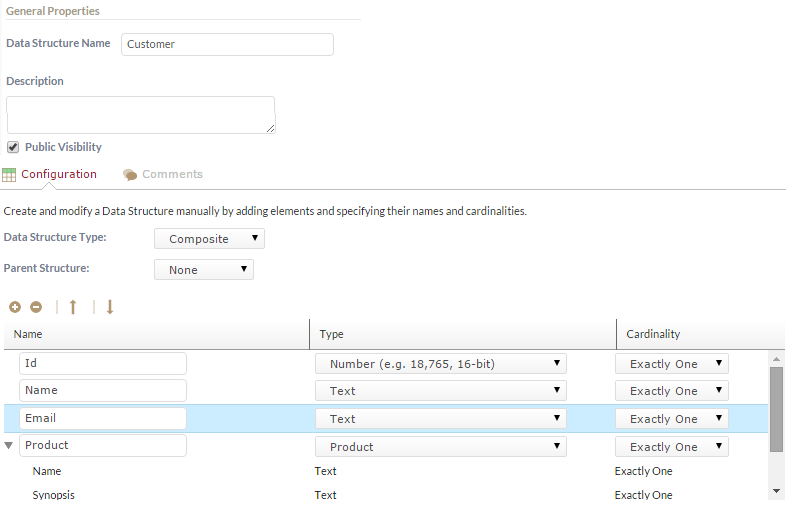 General Properties
Data Structure Name Customer
Description
Public Visibility
Configuration Comments
Create and modify a Data Structure manually by adding elements and specifying their names and cardinalities.
Data Structure Type: Composite
Parent Structure: None
Name Type Cardinality
Id Number (e.g. 18,765, 16-bit) Exactly One
Name Text Exactly One
Email Text Exactly One
Product Product Exactly One
Name Text Exactly One
Synopsis Text Exactly One